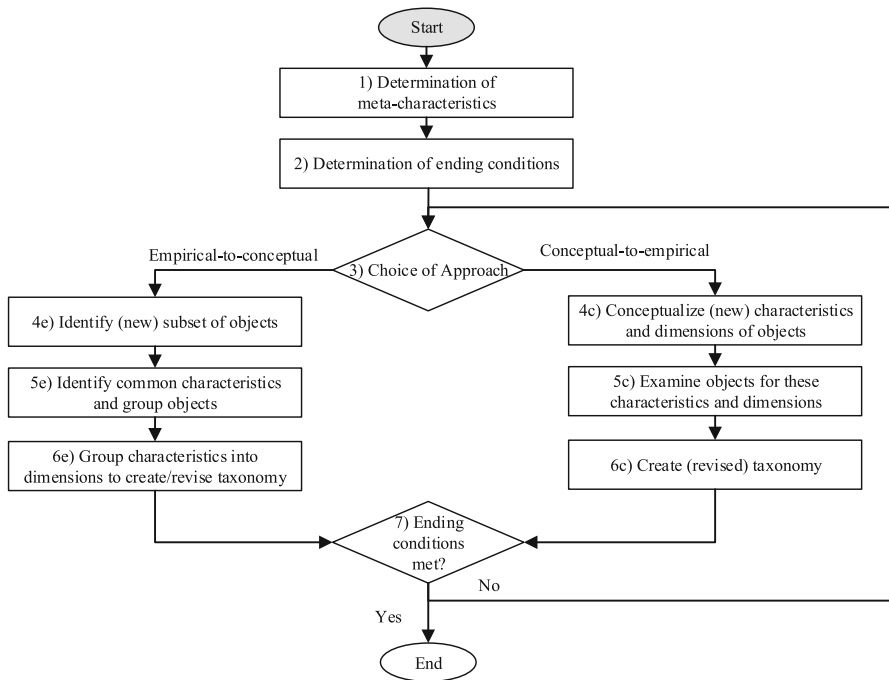 Start
1) Determination of
meta-characteristics
2) Determination of ending conditions
Empirical-to-conceptual
Conceptual-to-empirical
3) Choice of Approach
4e) Identify (new) subset of objects
4c) Conceptualize (new) characteristics
and dimensions of objects
5e) Identify common characteristics
and group objects
5c) Examine objects for these
characteristics and dimensions
6e) Group characteristics into
dimensions to create/revise taxonomy
6c) Create (revised) taxonomy
7) Ending
conditions
met?
No
Yes
End